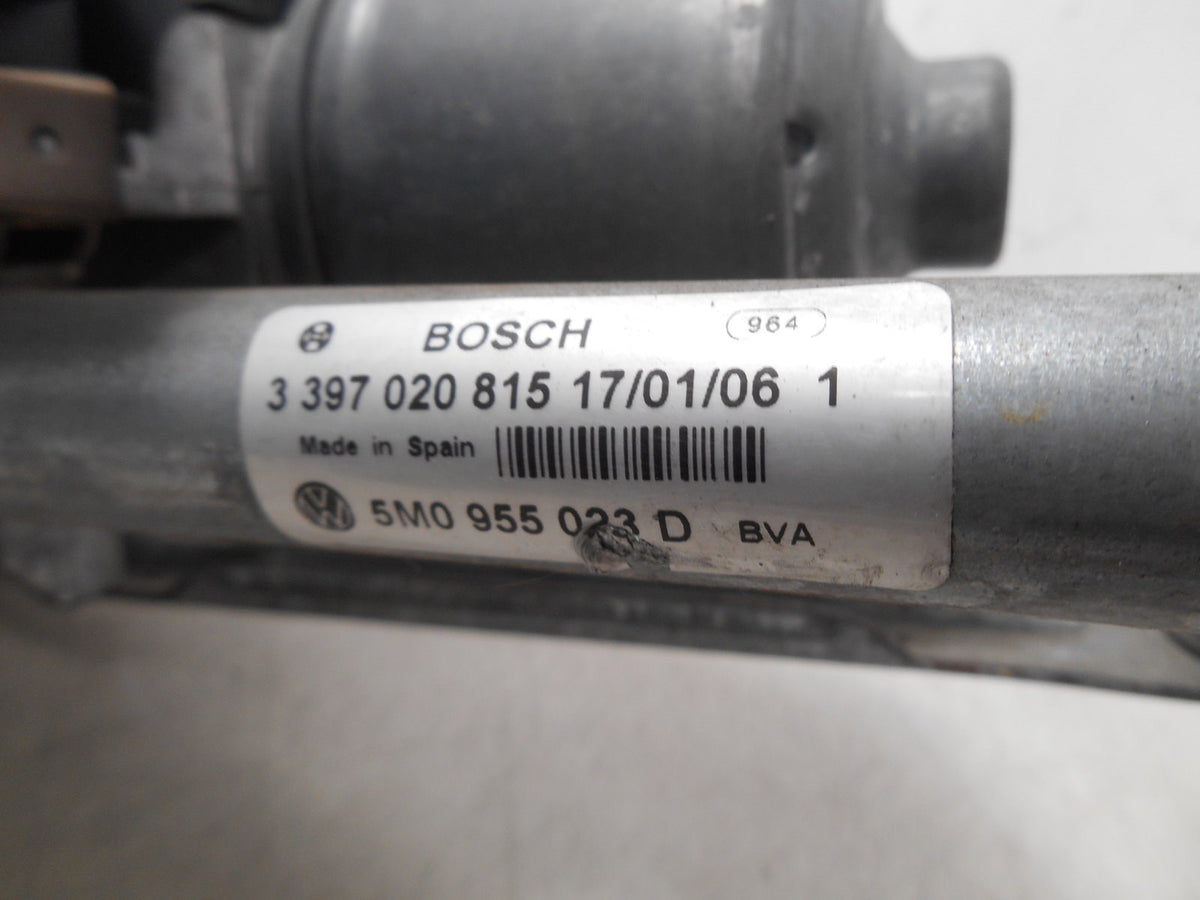 BOSCH 964
3 397 020 815 17/01/06 1
Made in Spain
5M0 955 023 D BVA